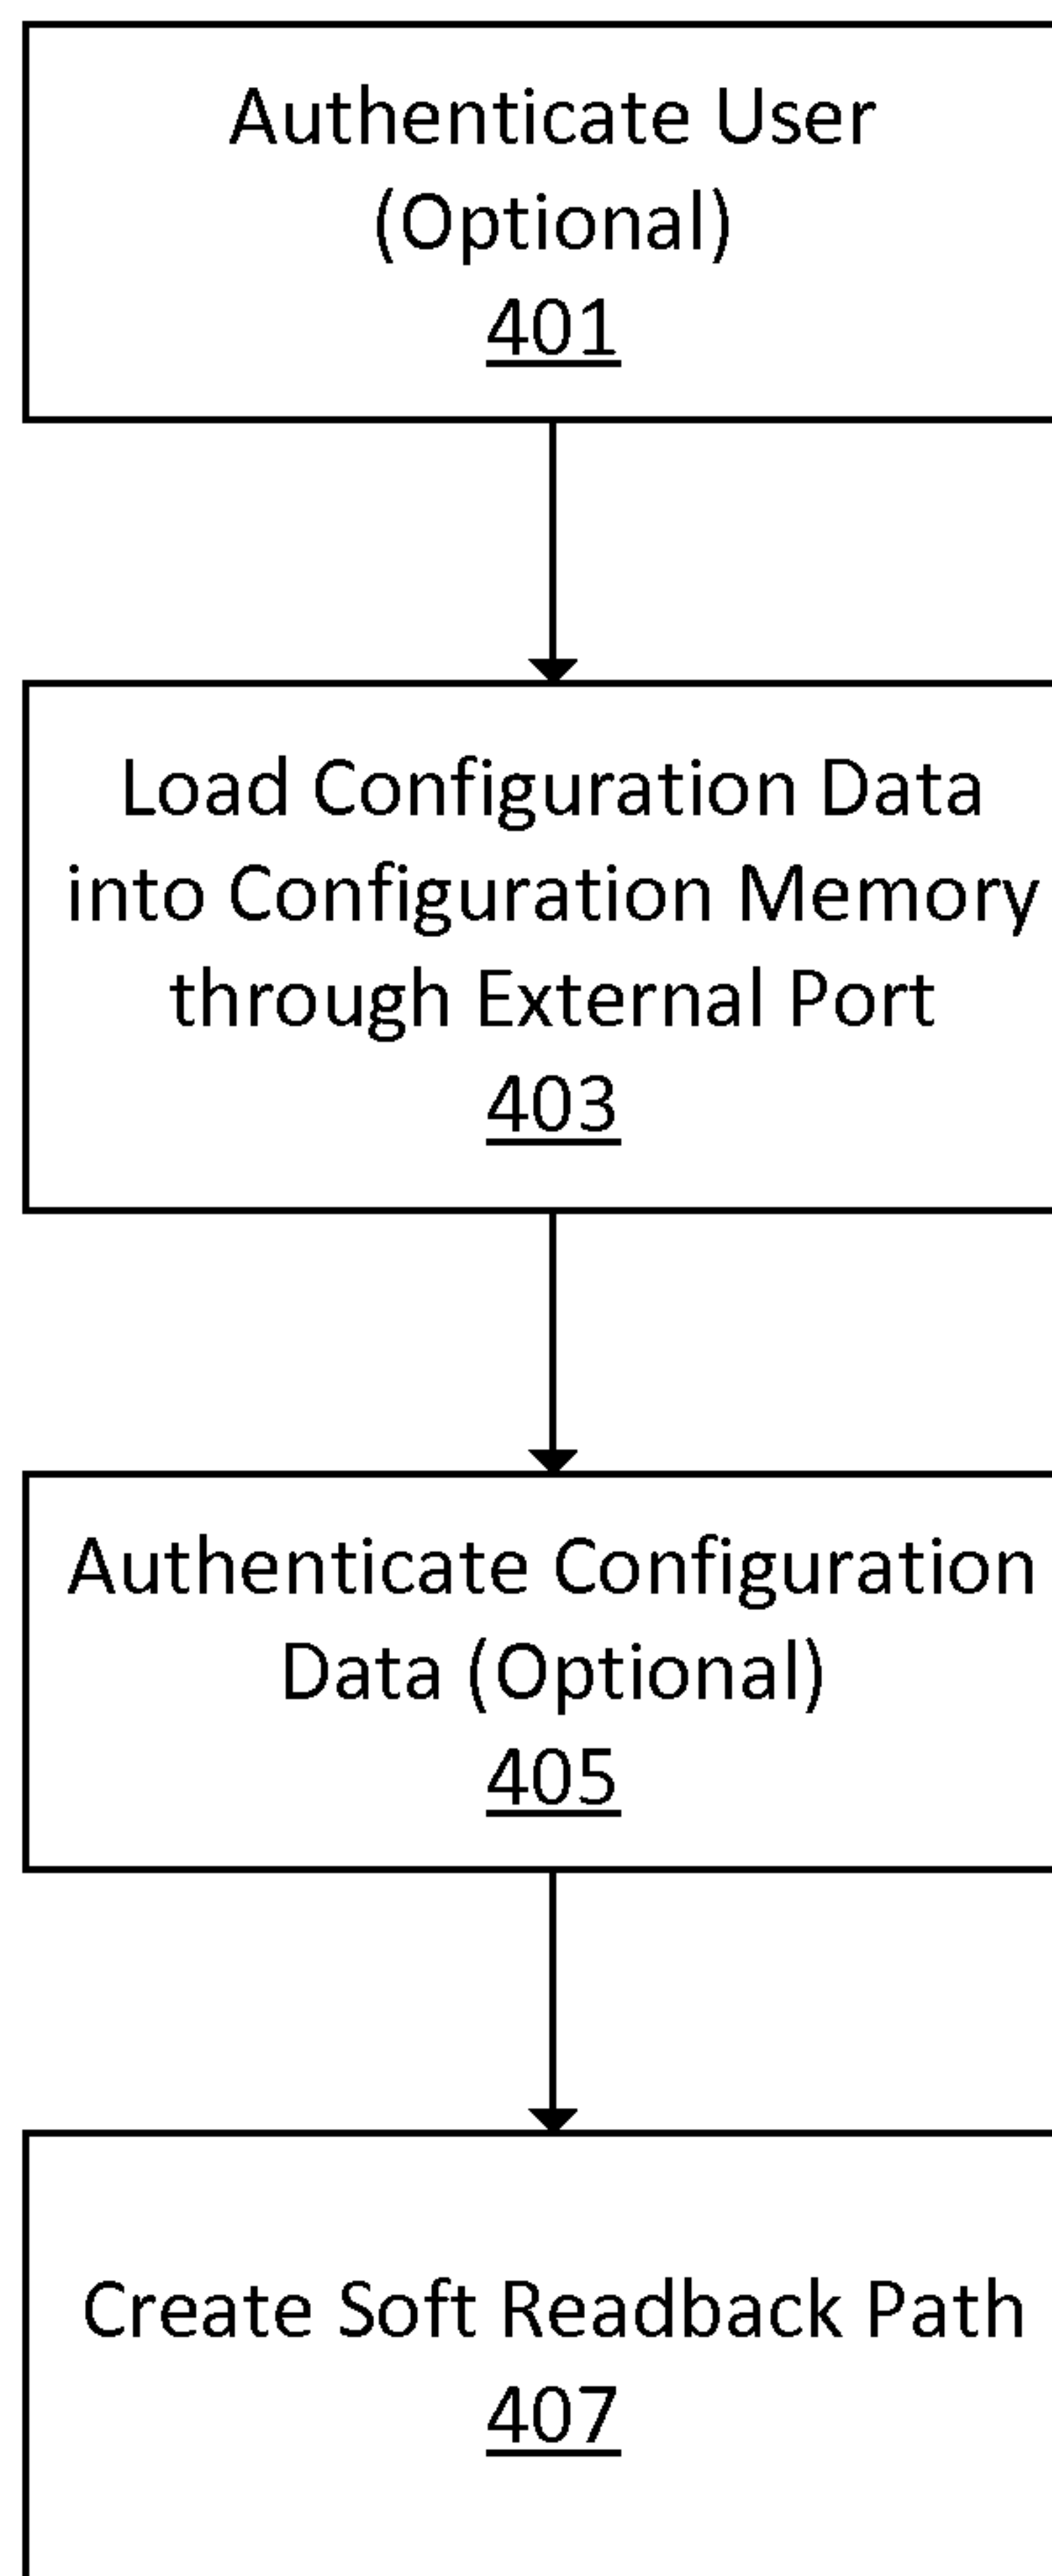 Authenticate User
(Optional)
401
Load Configuration Data
into Configuration Memory
through External Port
403
Authenticate Configuration
Data (Optional)
405
Create Soft Readback Path
407